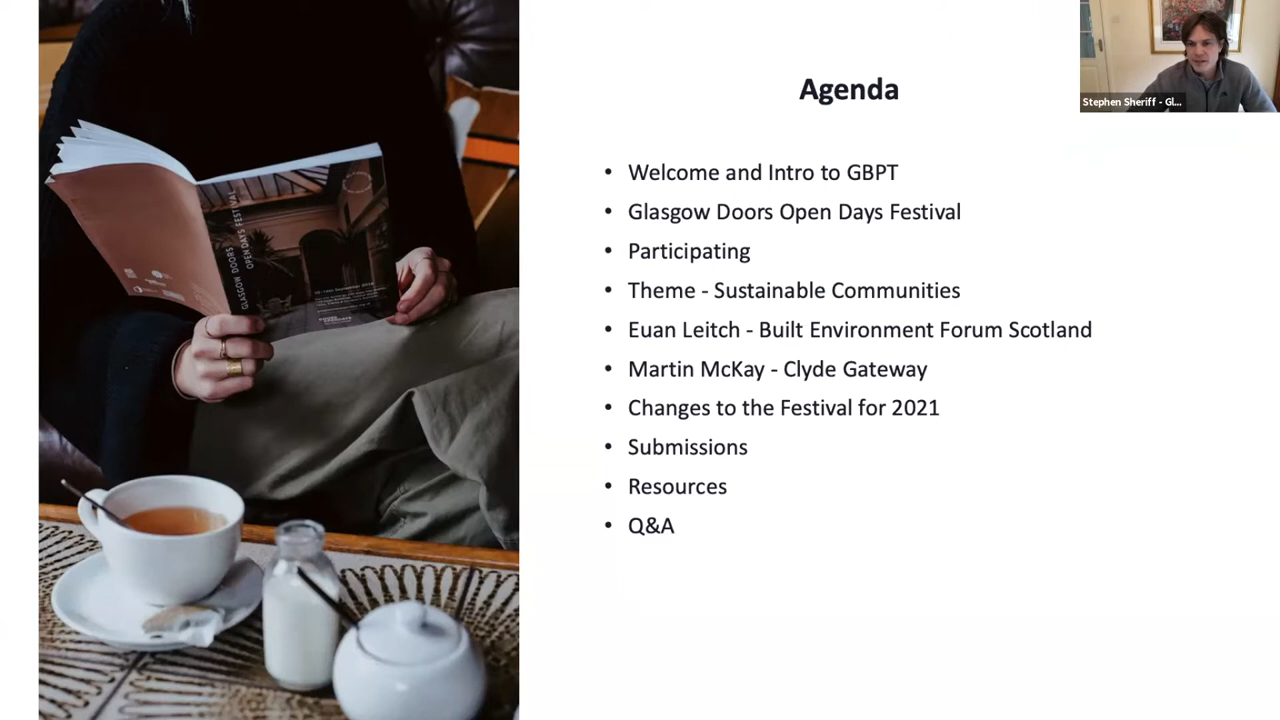 Agenda
• Welcome and Intro to GBPT
• Glasgow Doors Open Days Festival
• Participating
• Theme - Sustainable Communities
• Euan Leitch - Built Environment Forum Scotland
• Martin McKay - Clyde Gateway
• Changes to the Festival for 2021
• Submissions
• Resources
• Q&A
Stephen Sheriff - Gl...
GLASGOW DOORS
OPEN DAYS FESTIVAL